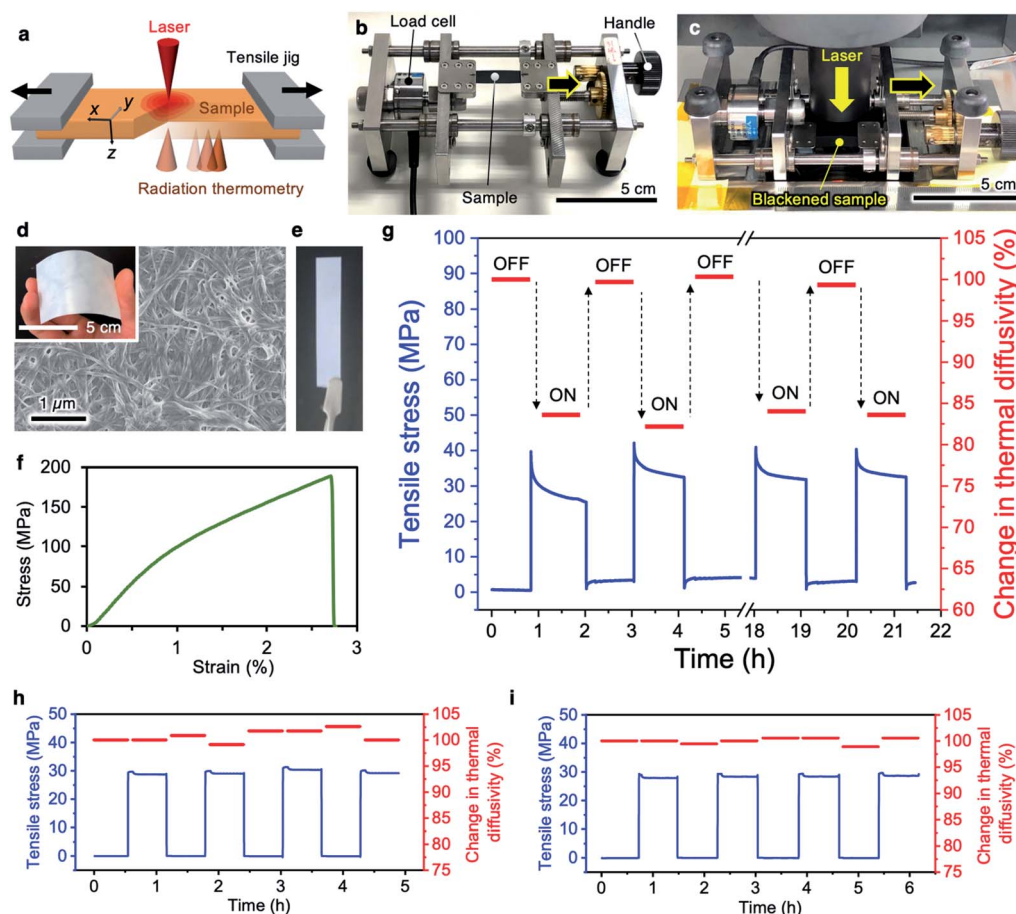 a
Laser
Tensile jig
Sample
x
y
z
Radiation thermometry
b
Load cell
Handle
Sample
5 cm
c
Laser
Blackened sample
5 cm
d
5 cm
1 µm
e
f
Stress (MPa)
200
150
100
50
0
0 1 2 3
Strain (%)
g
Tensile stress (MPa)
100
90
80
70
60
50
40
30
20
10
0
OFF OFF OFF OFF
ON ON ON ON
105
100
95
90
85
80
75
70
65
60
Change in thermal diffusivity (%)
0 1 2 3 4 5 18 19 20 21 22
Time (h)
h
Tensile stress (MPa)
50
40
30
20
10
0
105
100
95
90
85
80
75
Change in thermal
diffusivity (%)
0 1 2 3 4 5
Time (h)
i
Tensile stress (MPa)
50
40
30
20
10
0
105
100
95
90
85
80
75
Change in thermal
diffusivity (%)
0 1 2 3 4 5 6
Time (h)